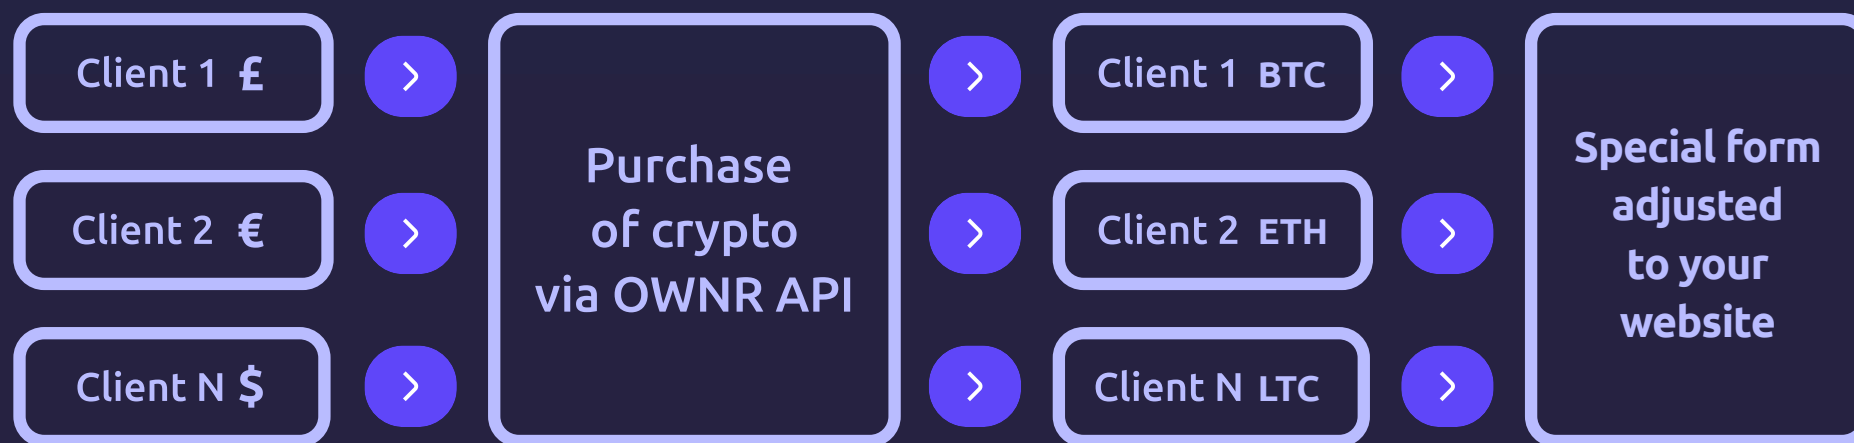 Client 1 £
Client 2 €
Client N $
Purchase
of crypto
via OWNR API
Client 1 BTC
Client 2 ETH
Client N LTC
Special form
adjusted
to your
website